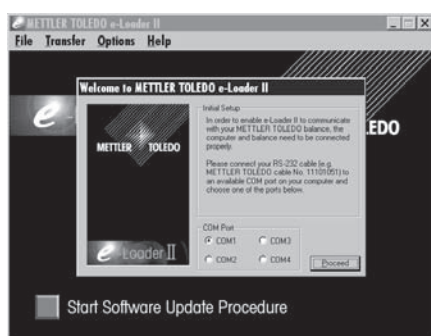 METTLER TOLEDO e-Loader II
File Transfer Options Help
Welcome to METTLER TOLEDO e-Loader II
e
LEDO
METTLER TOLEDO
e Loader II
Initial Setup
In order to enable e-Loader II to communicate
with your METTLER TOLEDO balance, the
computer and balance need to be connected
properly.
Please connect your RS-232 cable (e.g.
METTLER TOLEDO cable No. 11101051) to
an available COM port on your computer and
choose one of the ports below.
COM Port
COM1 COM3
COM2 COM4
Proceed
Start Software Update Procedure